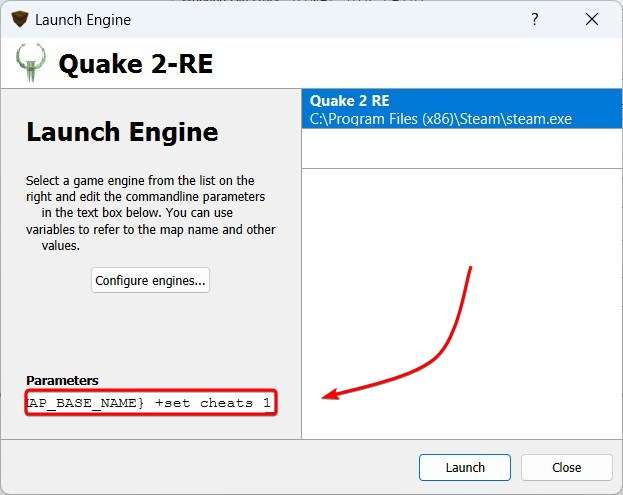 Launch Engine
?
Quake 2-RE
Launch Engine
Select a game engine from the list on the
right and edit the commandline parameters
in the text box below. You can use
variables to refer to the map name and other
values.
Configure engines...
Parameters
AP_BASE_NAME} +set cheats 1
Quake 2 RE
C:\Program Files (x86)\Steam\steam.exe
Launch
Close